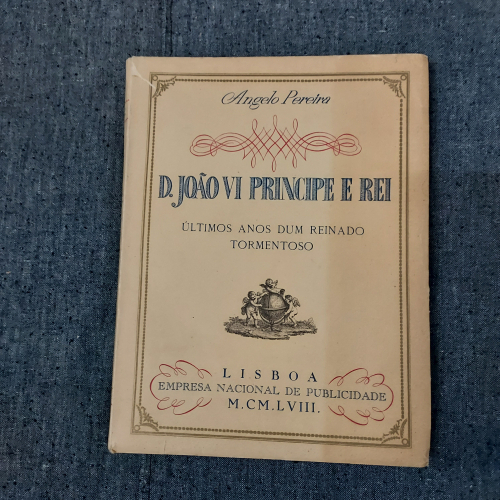 Angelo Pereira
D. JOÃO VI PRINCIPE E REI
ÚLTIMOS ANOS DUM REINADO
TORMENTOSO
LISBOA
EMPRESA NACIONAL DE PUBLICIDADE
M.CM.LVIII.